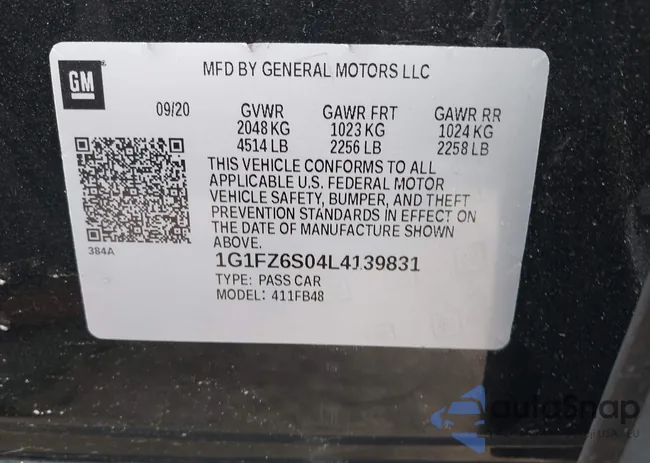 GM
MFD BY GENERAL MOTORS LLC
09/20 GVWR GAWR FRT GAWR RR
2048 KG 1023 KG 1024 KG
4514 LB 2256 LB 2258 LB
THIS VEHICLE CONFORMS TO ALL
APPLICABLE U.S. FEDERAL MOTOR
VEHICLE SAFETY, BUMPER, AND THEFT
PREVENTION STANDARDS IN EFFECT ON
THE DATE OF MANUFACTURE SHOWN
ABOVE.
384A
1G1FZ6S04L4139831
TYPE: PASS CAR
MODEL: 411FB48
autoSnap